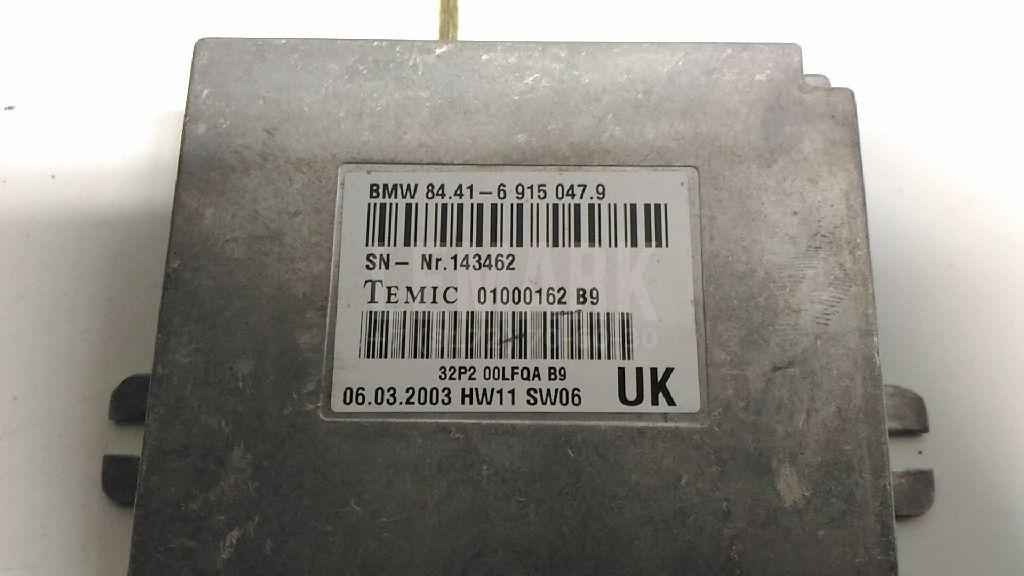 BMW 84.41-6 915 047.9
SN- Nr.143462
TEMIC 01000162 B9
32P2 00LFQA B9
06.03.2003 HW11 SW06 UK